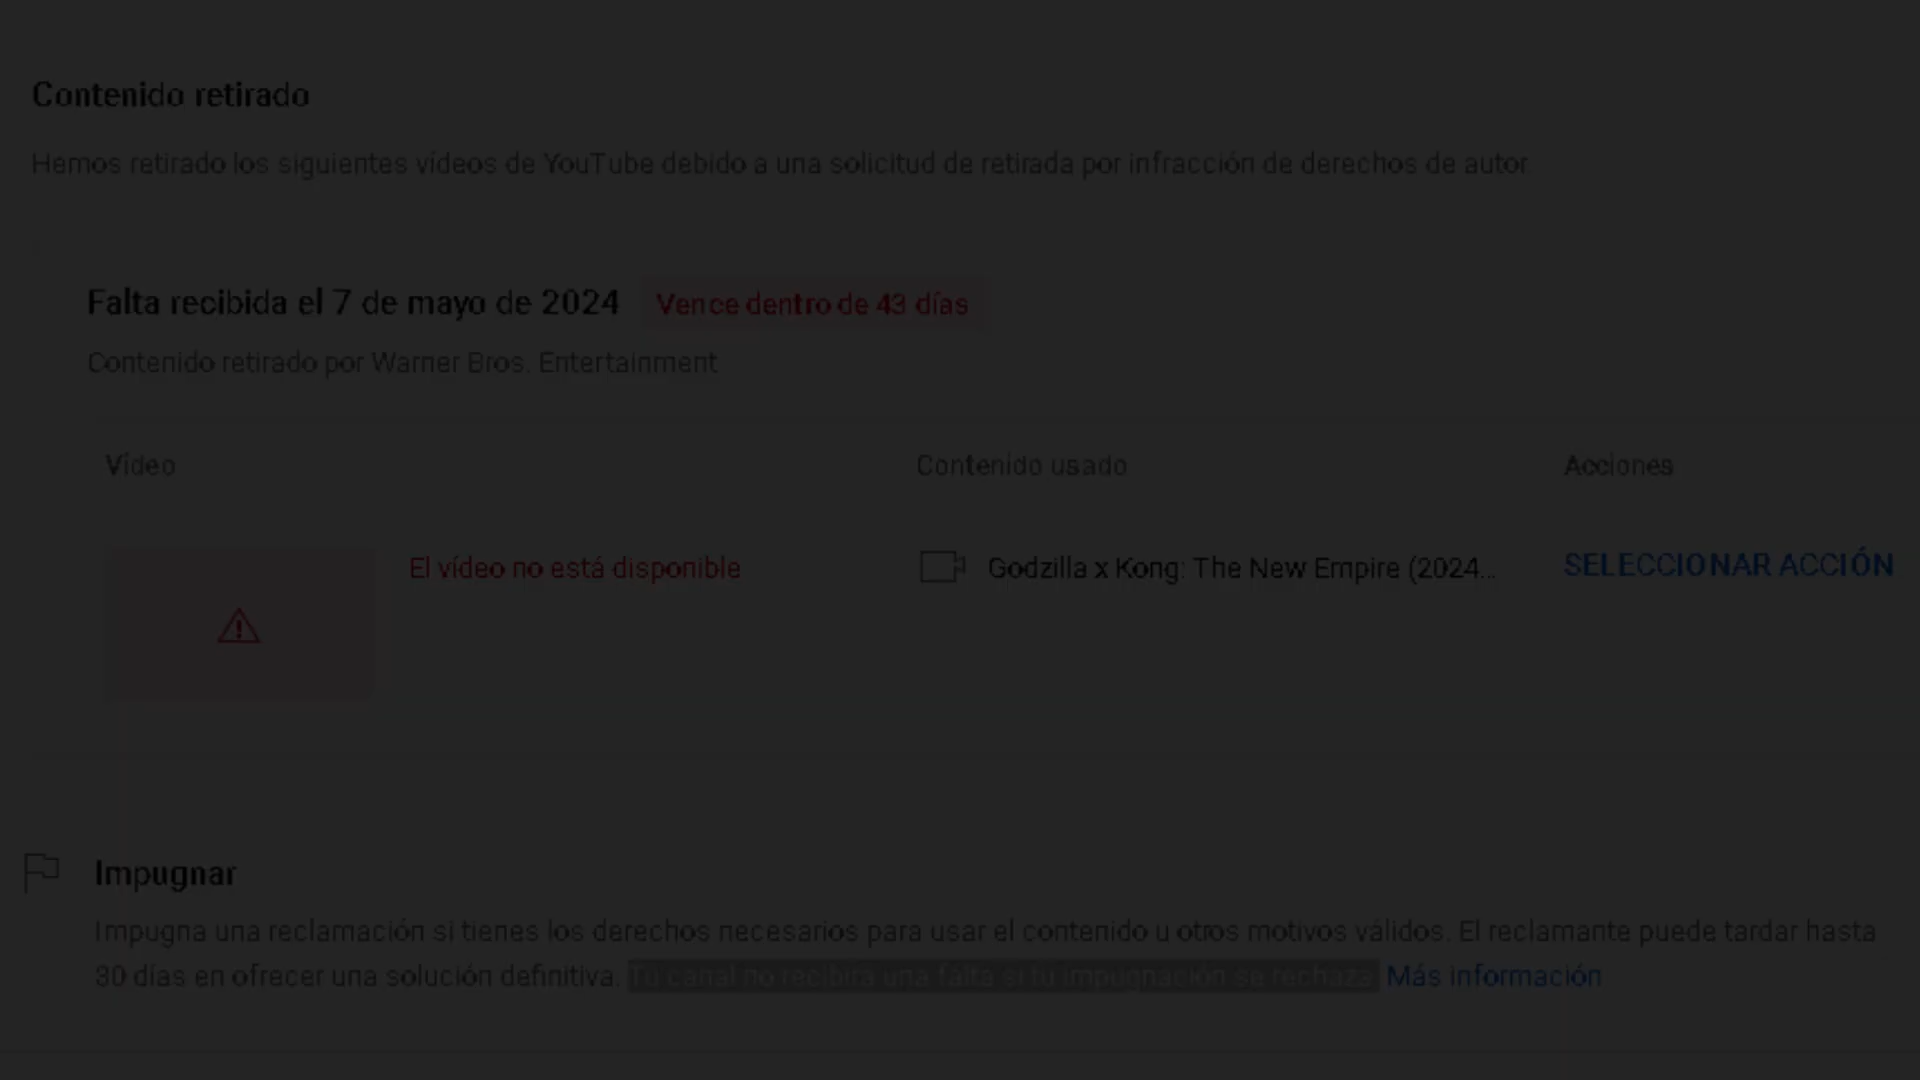 Contenido retirado
Hemos retirado los siguientes vídeos de YouTube debido a una solicitud de retirada por infracción de derechos de autor.
Falta recibida el 7 de mayo de 2024 Vence dentro de 43 días
Contenido retirado por Warner Bros. Entertainment
Vídeo Contenido usado Acciones
El vídeo no está disponible Godzilla x Kong: The New Empire (2024... SELECCIONAR ACCIÓN
Impugnar
Impugna una reclamación si tienes los derechos necesarios para usar el contenido u otros motivos válidos. El reclamante puede tardar hasta
30 días en ofrecer una solución definitiva. Tu canal no recibirá una falta si tu impugnación se rechaza. Más información